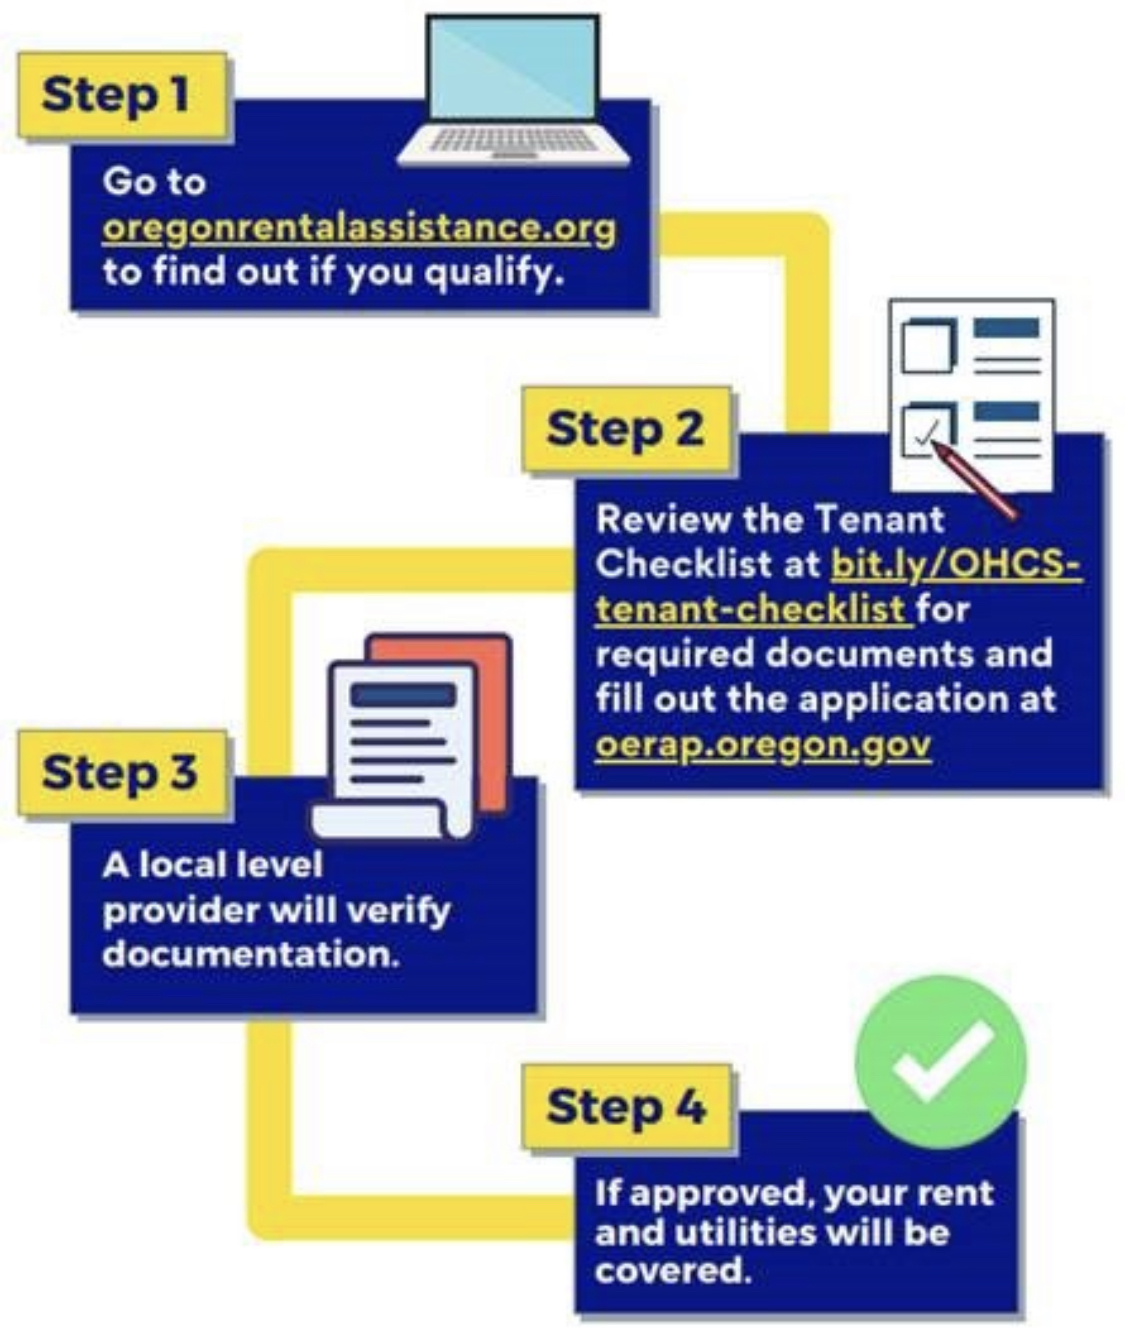 Step 1
Go to
oregonrentalassistance.org
to find out if you qualify.
Step 2
Review the Tenant
Checklist at bit.ly/OHCS-
tenant-checklist for
required documents and
fill out the application at
oerap.oregon.gov
Step 3
A local level
provider will verify
documentation.
Step 4
If approved, your rent
and utilities will be
covered.